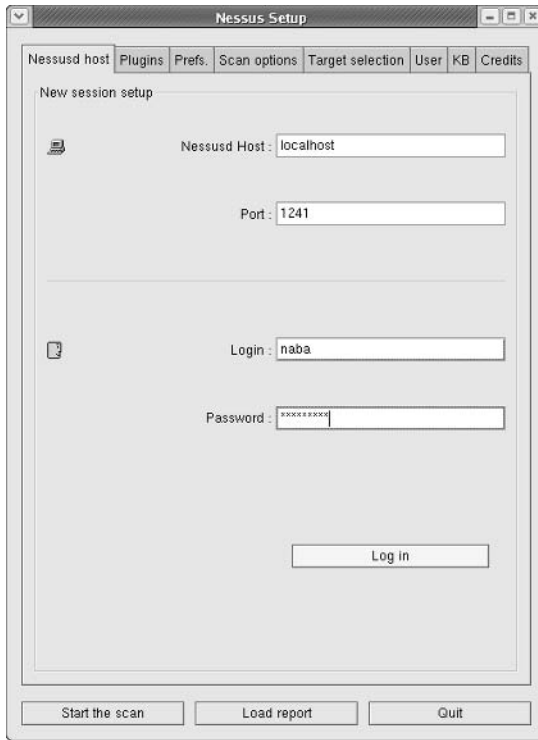 Nessus Setup
Nessusd host Plugins Prefs. Scan options Target selection User KB Credits
New session setup
Nessusd Host : localhost
Port : 1241
Login : naba
Password : *********
Log in
Start the scan Load report Quit